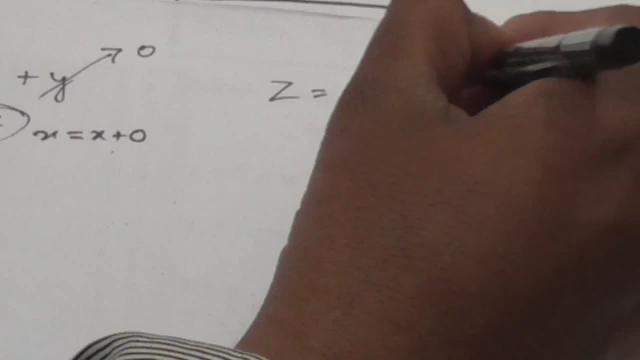 + y 0
Z =
x = x + 0